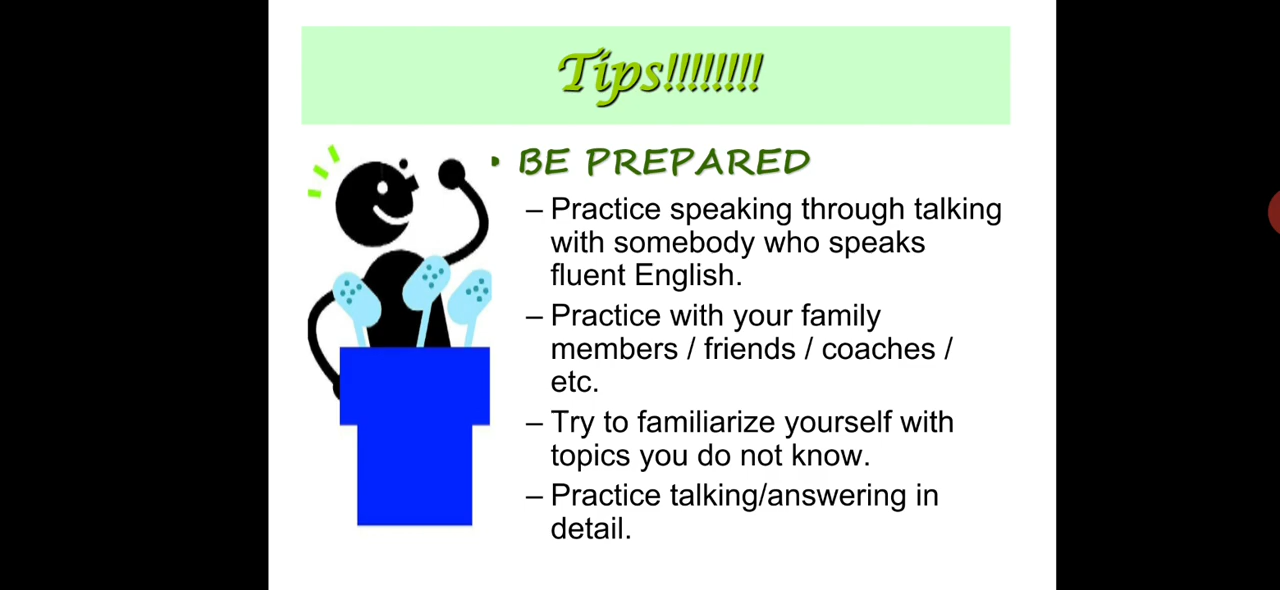 Tips!!!!!!!!
• BE PREPARED
– Practice speaking through talking
with somebody who speaks
fluent English.
– Practice with your family
members / friends / coaches /
etc.
– Try to familiarize yourself with
topics you do not know.
– Practice talking/answering in
detail.